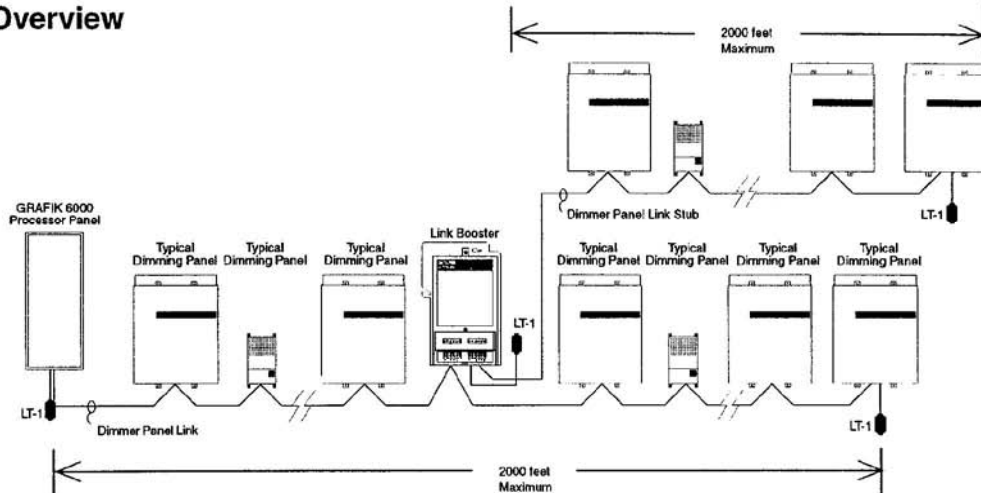 Overview
2000 feet
Maximum
GRAFIK 6000
Processor Panel
Dimmer Panel Link Stub
LT-1
Link Booster
Typical
Dimming Panel
Typical
Dimming Panel
Typical
Dimming Panel
Typical
Dimming Panel
Typical
Dimming Panel
Typical
Dimming Panel
Typical
Dimming Panel
LT-1
LT-1
Dimmer Panel Link
LT-1
2000 feet
Maximum